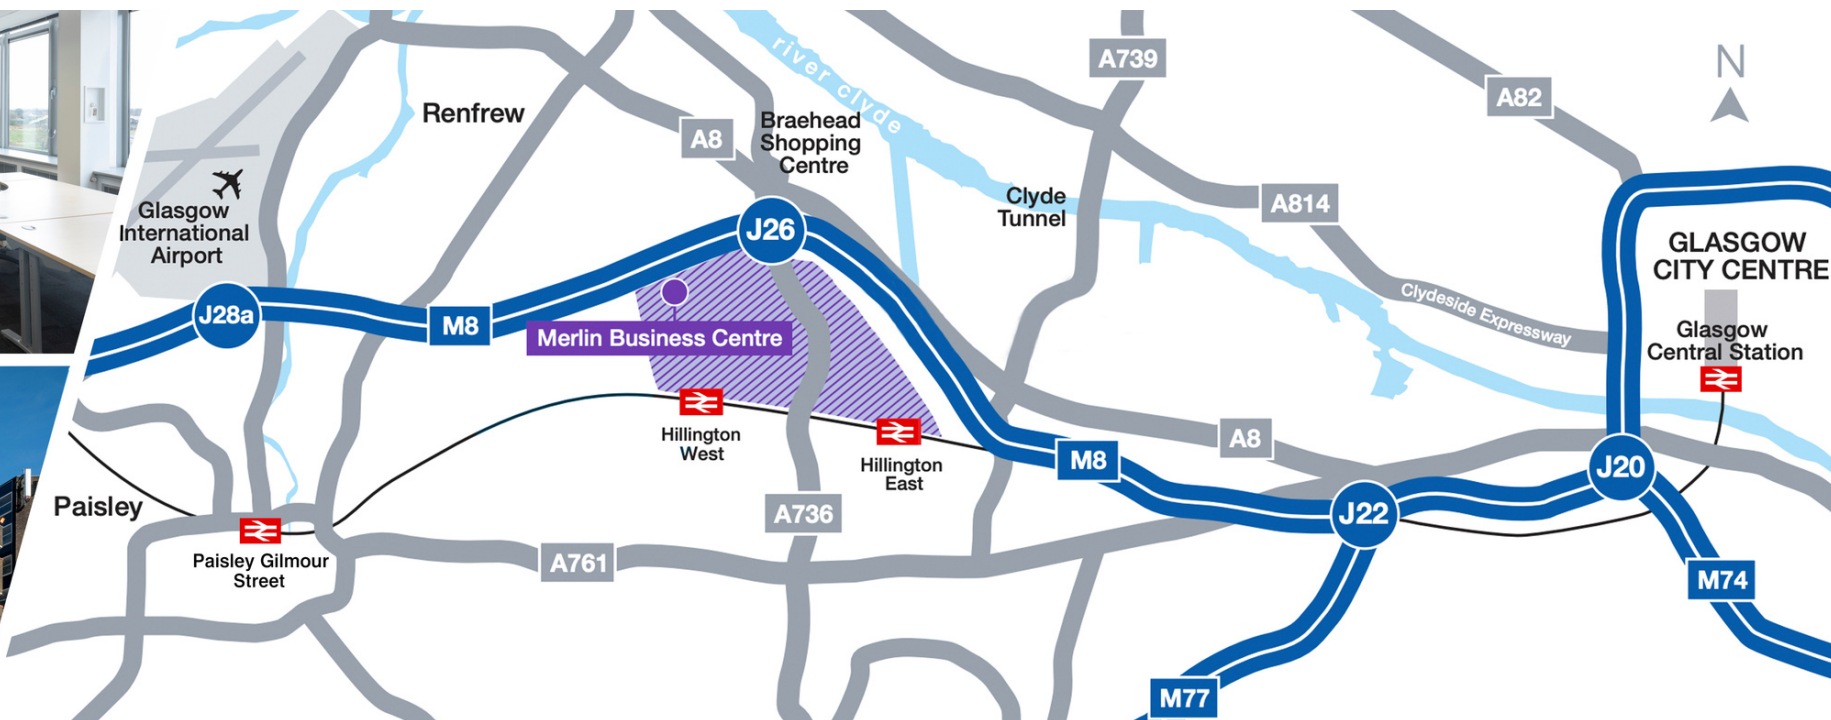 A739
N
A82
river clyde
Renfrew
A8
Braehead
Shopping
Centre
Glasgow
International
Airport
Clyde
Tunnel
A814
J26
GLASGOW
CITY CENTRE
J28a
M8
Merlin Business Centre
Clydeside Expressway
Glasgow
Central Station
Hillington
West
Hillington
East
A8
M8
J20
Paisley
A736
J22
Paisley Gilmour
Street
A761
M74
M77